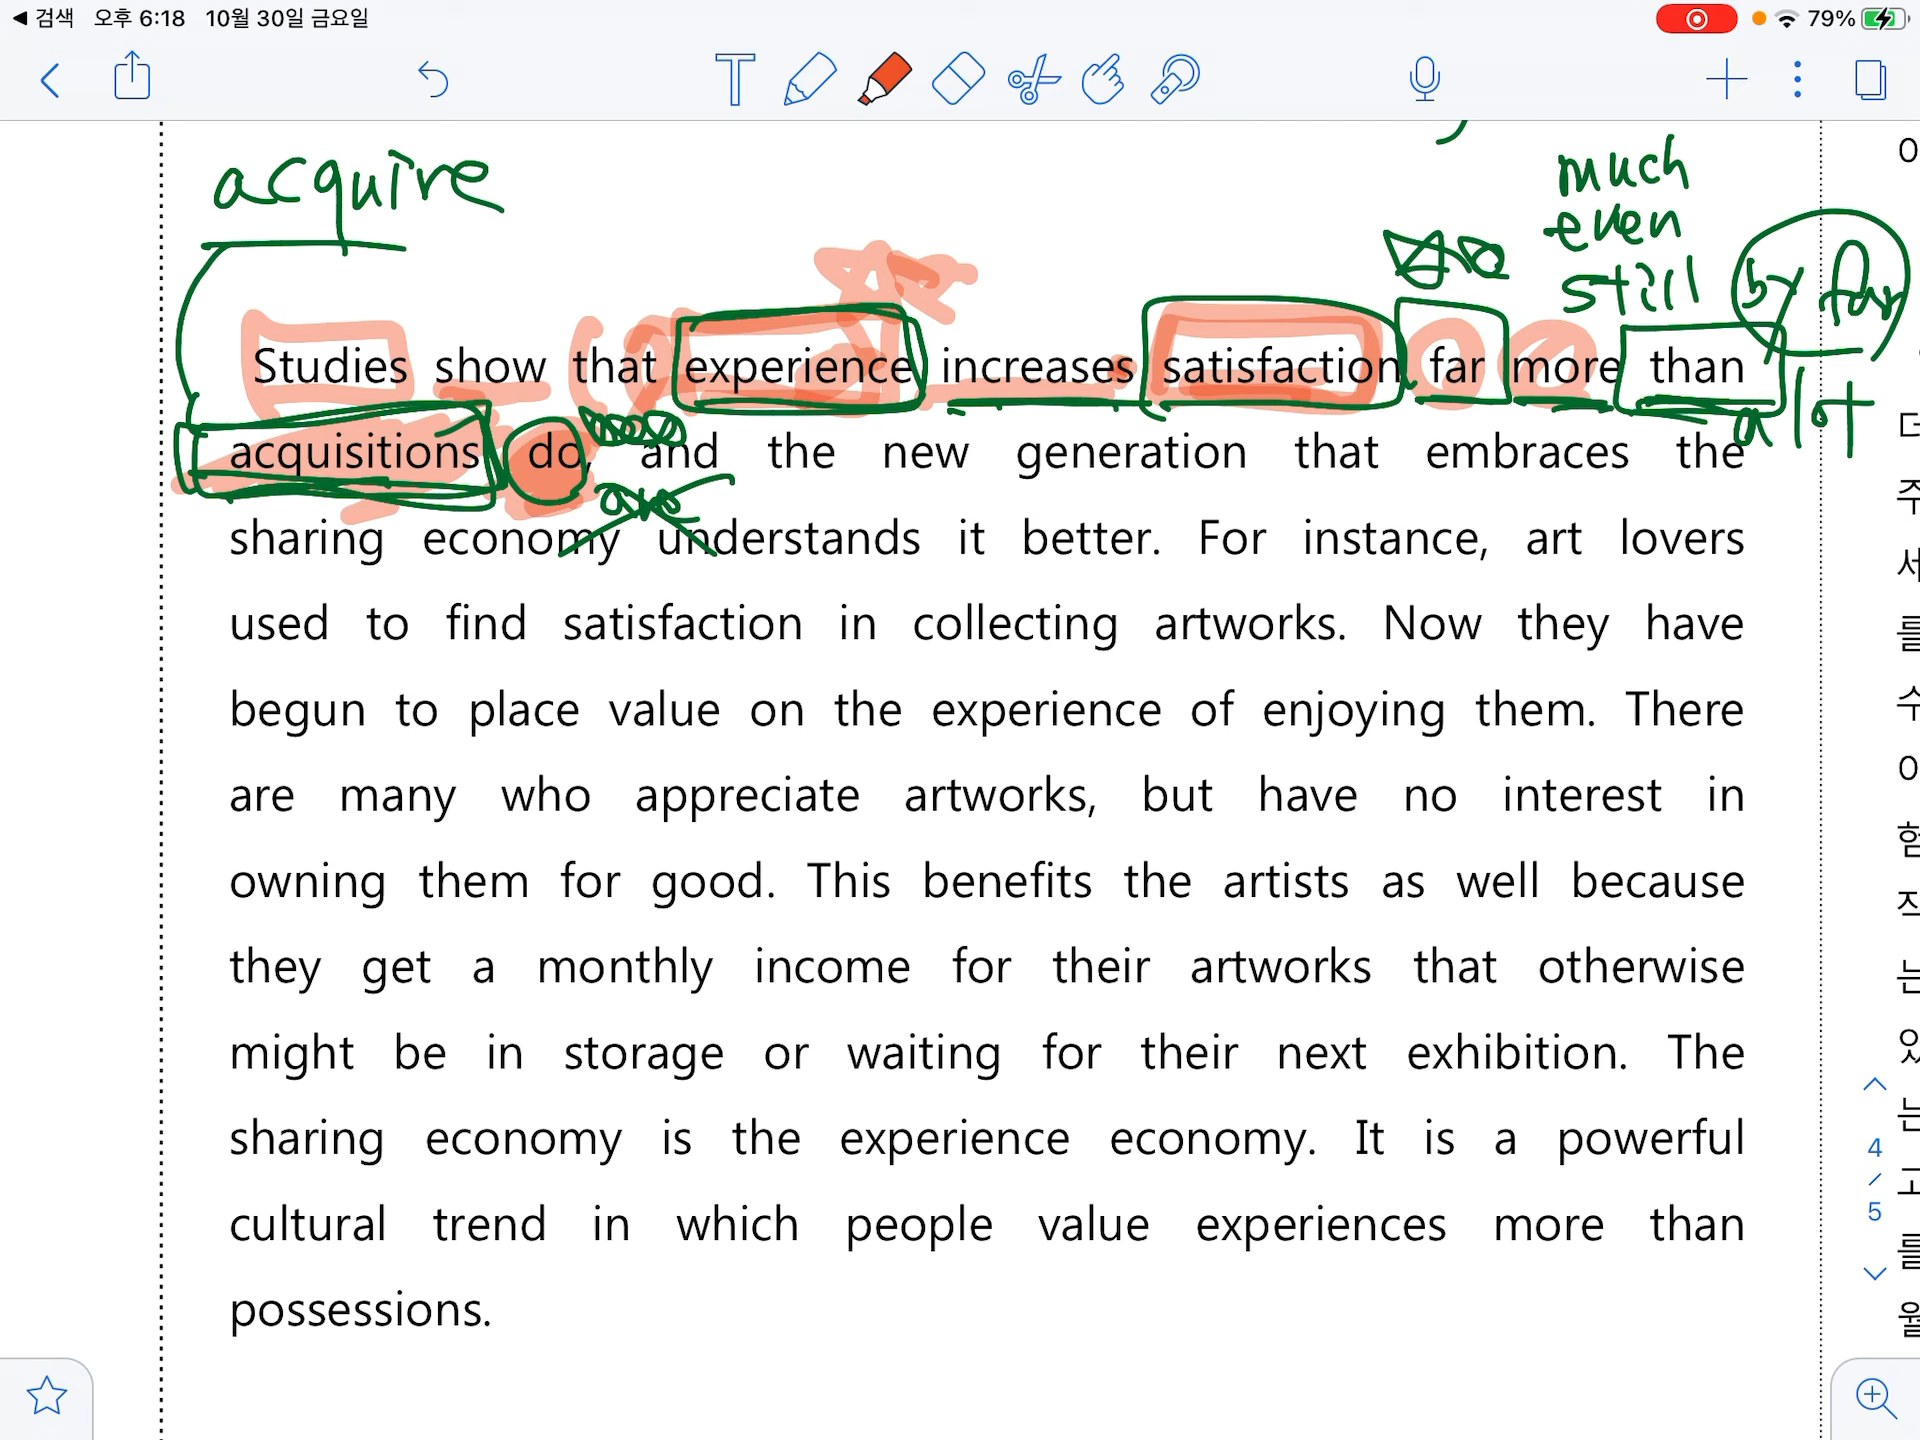 검색 오후 6:18 10월 30일 금요일
79%
acquire
much
even
still
by far
a lot
Studies show that experience increases satisfaction far more than
acquisitions do, and the new generation that embraces the
are
sharing economy understands it better. For instance, art lovers
used to find satisfaction in collecting artworks. Now they have
begun to place value on the experience of enjoying them. There
are many who appreciate artworks, but have no interest in
owning them for good. This benefits the artists as well because
they get a monthly income for their artworks that otherwise
might be in storage or waiting for their next exhibition. The
sharing economy is the experience economy. It is a powerful
cultural trend in which people value experiences more than
possessions.
4
/
5